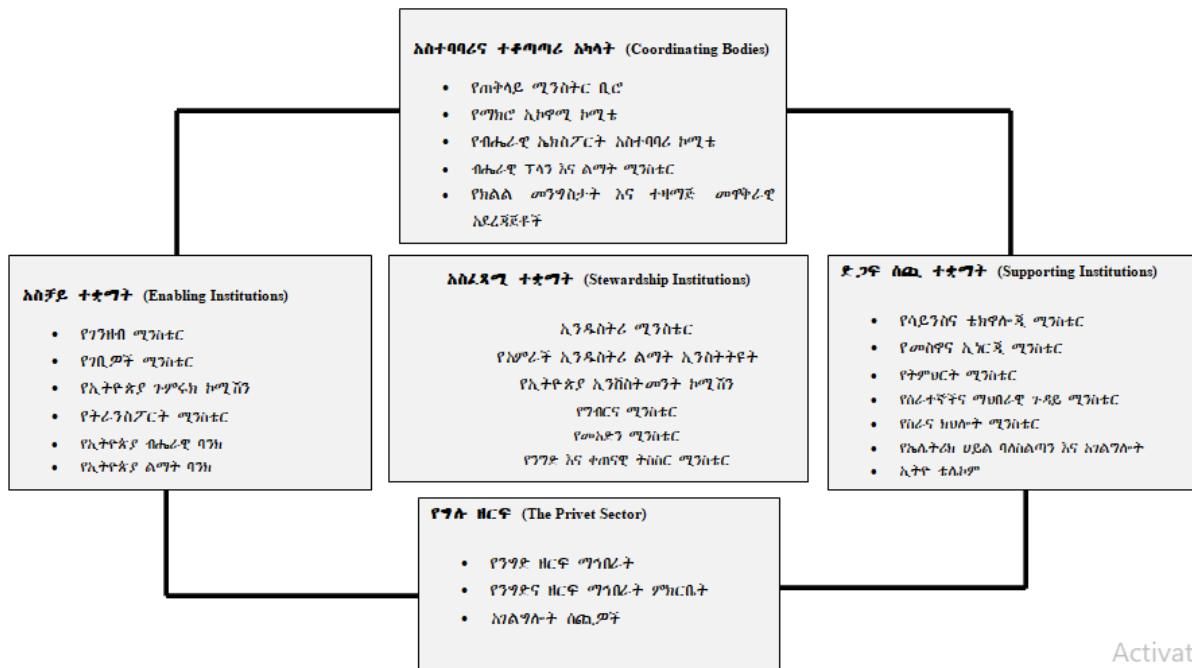 አስተባባሪና ተቆጣጣሪ አካላት (Coordinating Bodies)
• የጠቅላይ ሚንስትር ቢሮ
• የማክሮ ኢኮኖሚ ኮሚቴ
• የብሔራዊ ኤክስፖርት አስተባባሪ ኮሚቴ
• ብሔራዊ ፕላን እና ልማት ሚንስቴር
• የክልል መንግስታት እና ተዛማጅ መዋቅራዊ
አደረጃጀቶች
አስቻይ ተቋማት (Enabling Institutions)
• የገንዘብ ሚንስቴር
• የገቢዎች ሚንስቴር
• የኢትዮጵያ ጉምሩክ ኮሚሽን
• የትራንስፖርት ሚንስቴር
• የኢትዮጵያ ብሔራዊ ባንክ
• የኢትዮጵያ ልማት ባንክ
አስፈጻሚ ተቋማት (Stewardship Institutions)
ኢንዱስትሪ ሚንስቴር
የአምራች ኢንዱስትሪ ልማት ኢንስትትዩት
የኢትዮጵያ ኢንቨስትመንት ኮሚሽን
የግብርና ሚንስቴር
የመአድን ሚንስቴር
የንግድ እና ቀጠናዊ ትስስር ሚንስቴር
ድጋፍ ስጪ ተቋማት (Supporting Institutions)
• የሳይንስና ቴክኖሎጂ ሚንስቴር
• የመስዋና ኢነርጂ ሚንስቴር
• የትምህርት ሚንስቴር
• የሰራተኛችና ማህበራዊ ጉዳይ ሚንስቴር
• የስራና ክህሎት ሚንስቴር
• የኤሌትሪክ ሀይል ባለስልጣን እና አገልግሎት
• ኢትዮ ቴሌኮም
የግሉ ዘርፍ (The Privet Sector)
• የንግድ ዘርፍ ማኅበራት
• የንግድና ዘርፍ ማኅበራት ምክርቤት
• አገልግሎት ሰጪዎች
Activat